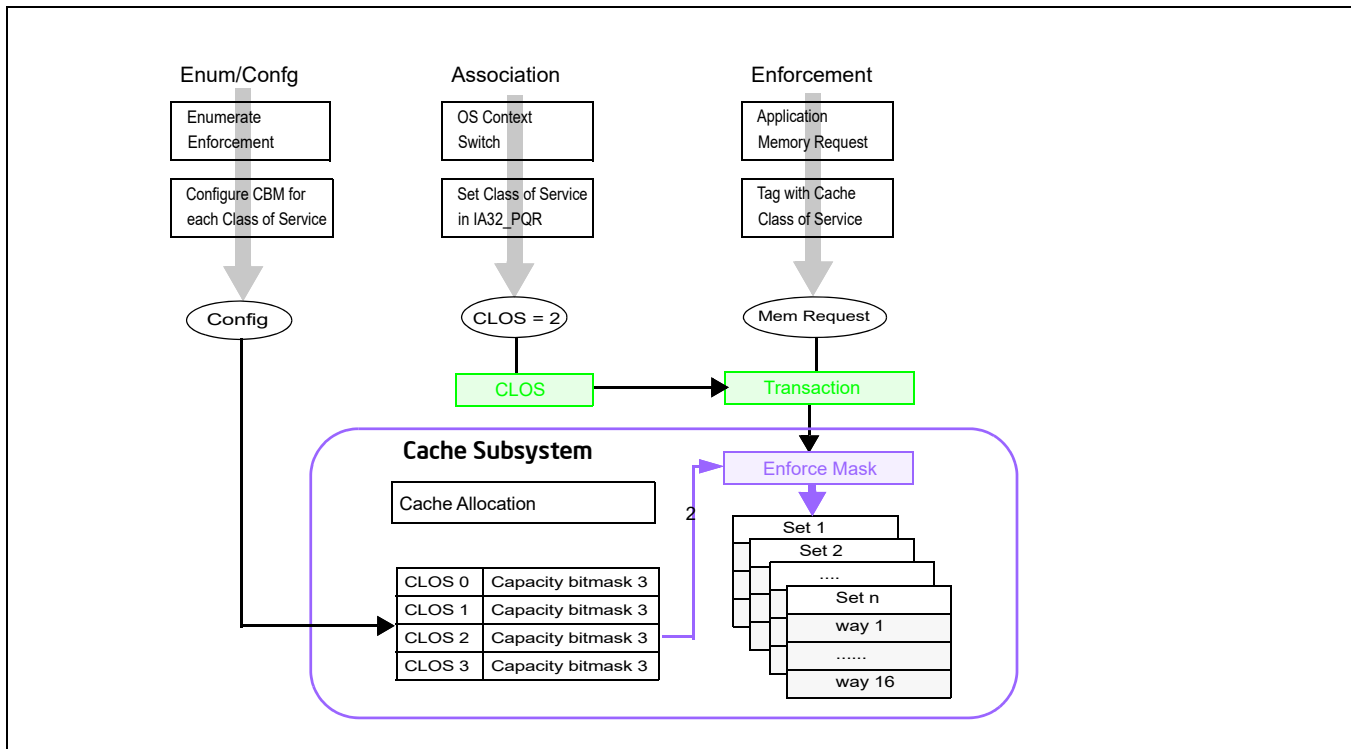 Enum/Confg
Association
Enforcement
Enumerate
Enforcement
OS Context
Switch
Application
Memory Request
Configure CBM for
each Class of Service
Set Class of Service
in IA32_PQR
Tag with Cache
Class of Service
Config
CLOS = 2
Mem Request
CLOS
Transaction
Cache Subsystem
Enforce Mask
Cache Allocation
2
Set 1
Set 2
....
Set n
way 1
......
way 16
CLOS 0 Capacity bitmask 3
CLOS 1 Capacity bitmask 3
CLOS 2 Capacity bitmask 3
CLOS 3 Capacity bitmask 3